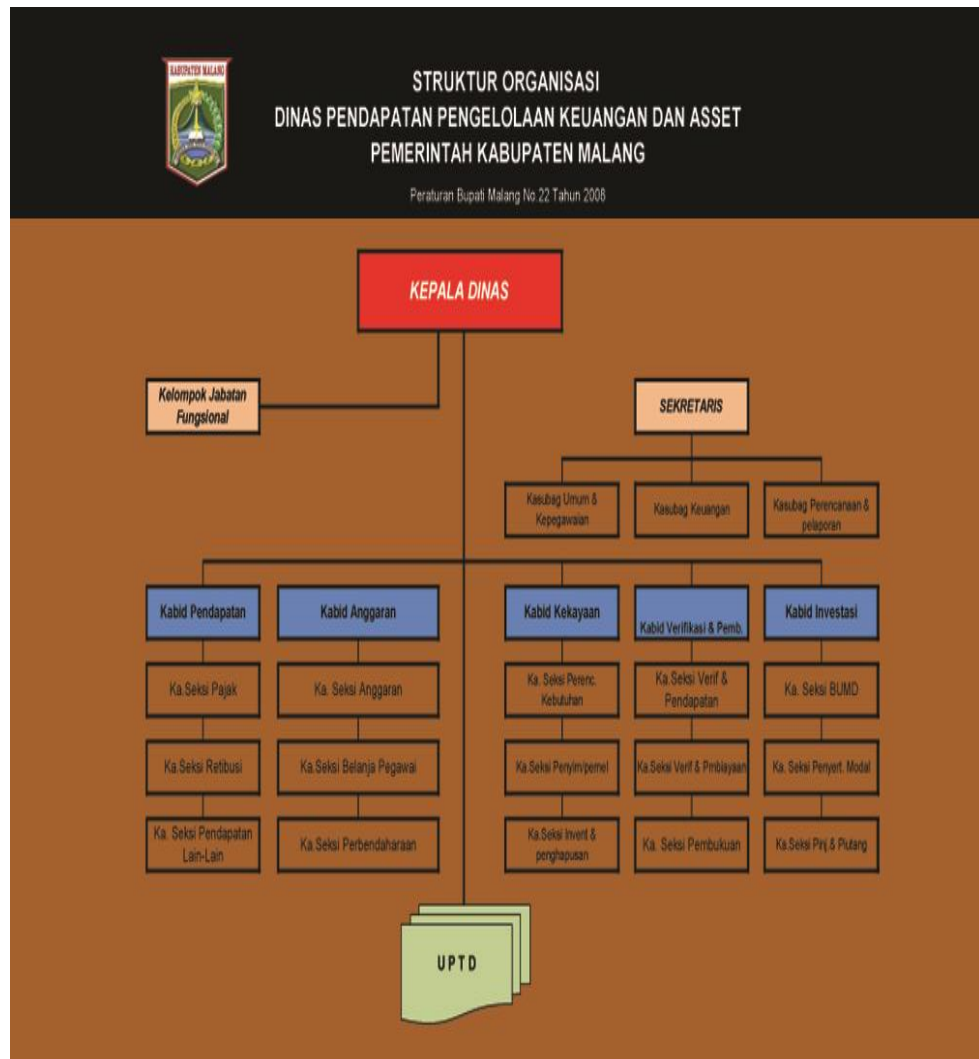 KABUPATEN MALANG
STRUKTUR ORGANISASI
DINAS PENDAPATAN PENGELOLAAN KEUANGAN DAN ASSET
PEMERINTAH KABUPATEN MALANG
Peraturan Bupati Malang No.22 Tahun 2008
KEPALA DINAS
Kelompok Jabatan
Fungsional
SEKRETARIS
Kasubag Umum &
Kepegawaian
Kasubag Keuangan
Kasubag Perencanaan &
pelaporan
Kabid Pendapatan
Kabid Anggaran
Kabid Kekayaan
Kabid Verifikasi & Pemb.
Kabid Investasi
Ka.Seksi Pajak
Ka. Seksi Anggaran
Ka. Seksi Perenc.
Kebutuhan
Ka.Seksi Verif &
Pendapatan
Ka. Seksi BUMD
Ka.Seksi Retibusi
Ka.Seksi Belanja Pegawai
Ka.Seksi Penyim/pemel
Ka.Seksi Verif & Pmbiayaan
Ka. Seksi Penyert. Modal
Ka. Seksi Pendapatan
Lain-Lain
Ka.Seksi Perbendaharaan
Ka.Seksi Invent &
penghapusan
Ka. Seksi Pembukuan
Ka.Seksi Pinj.& Piutang
UPTD